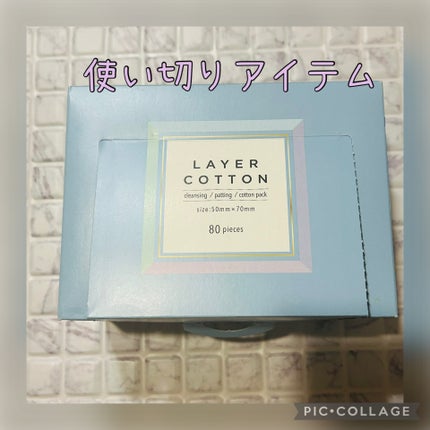 使い切りアイテム
LAYER
COTTON
cleansing / patting / cotton pack
size:50mm×70mm
80 pieces
PIC•COLLAGE